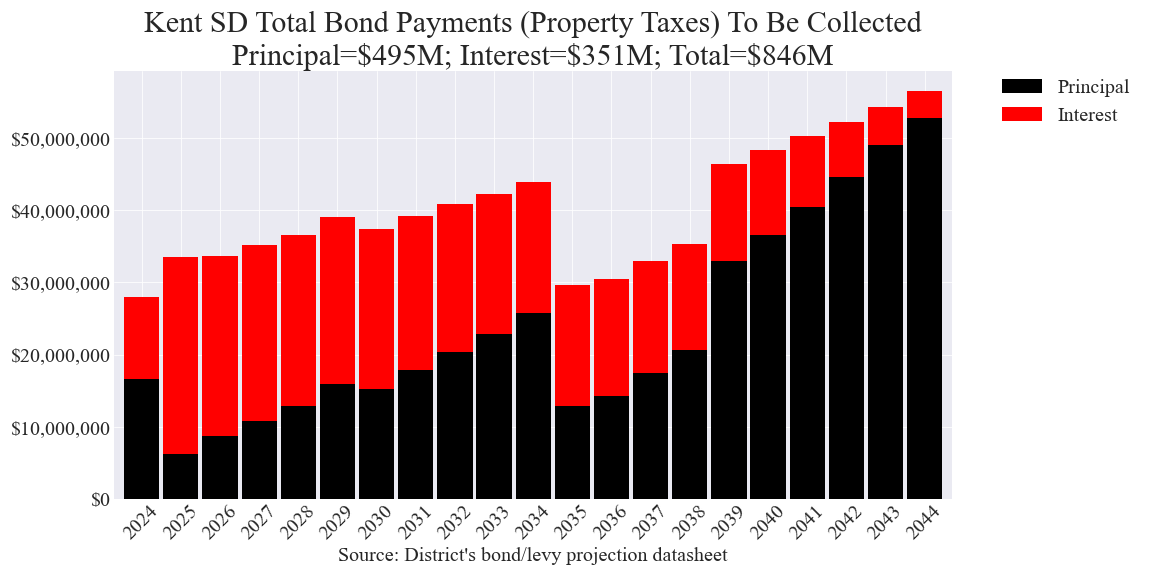 Kent SD Total Bond Payments (Property Taxes) To Be Collected
Principal=$495M; Interest=$351M; Total=$846M
Principal
Interest
$50,000,000
$40,000,000
$30,000,000
$20,000,000
$10,000,000
$0
2024 2025 2026 2027 2028 2029 2030 2031 2032 2033 2034 2035 2036 2037 2038 2039 2040 2041 2042 2043 2044
Source: District's bond/levy projection datasheet